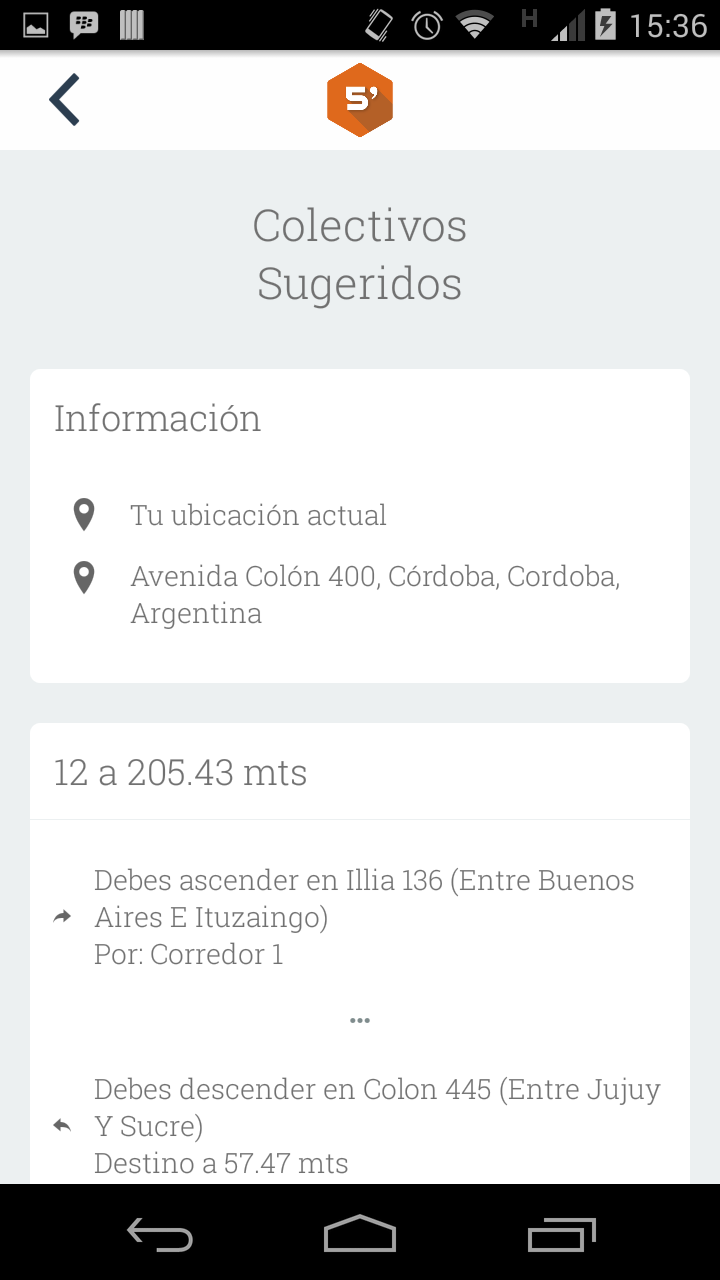 H 15:36
5’
Colectivos
Sugeridos
Información
Tu ubicación actual
Avenida Colón 400, Córdoba, Cordoba,
Argentina
12 a 205.43 mts
Debes ascender en Illia 136 (Entre Buenos
Aires E Ituzaingo)
Por: Corredor 1
...
Debes descender en Colon 445 (Entre Jujuy
Y Sucre)
Destino a 57.47 mts